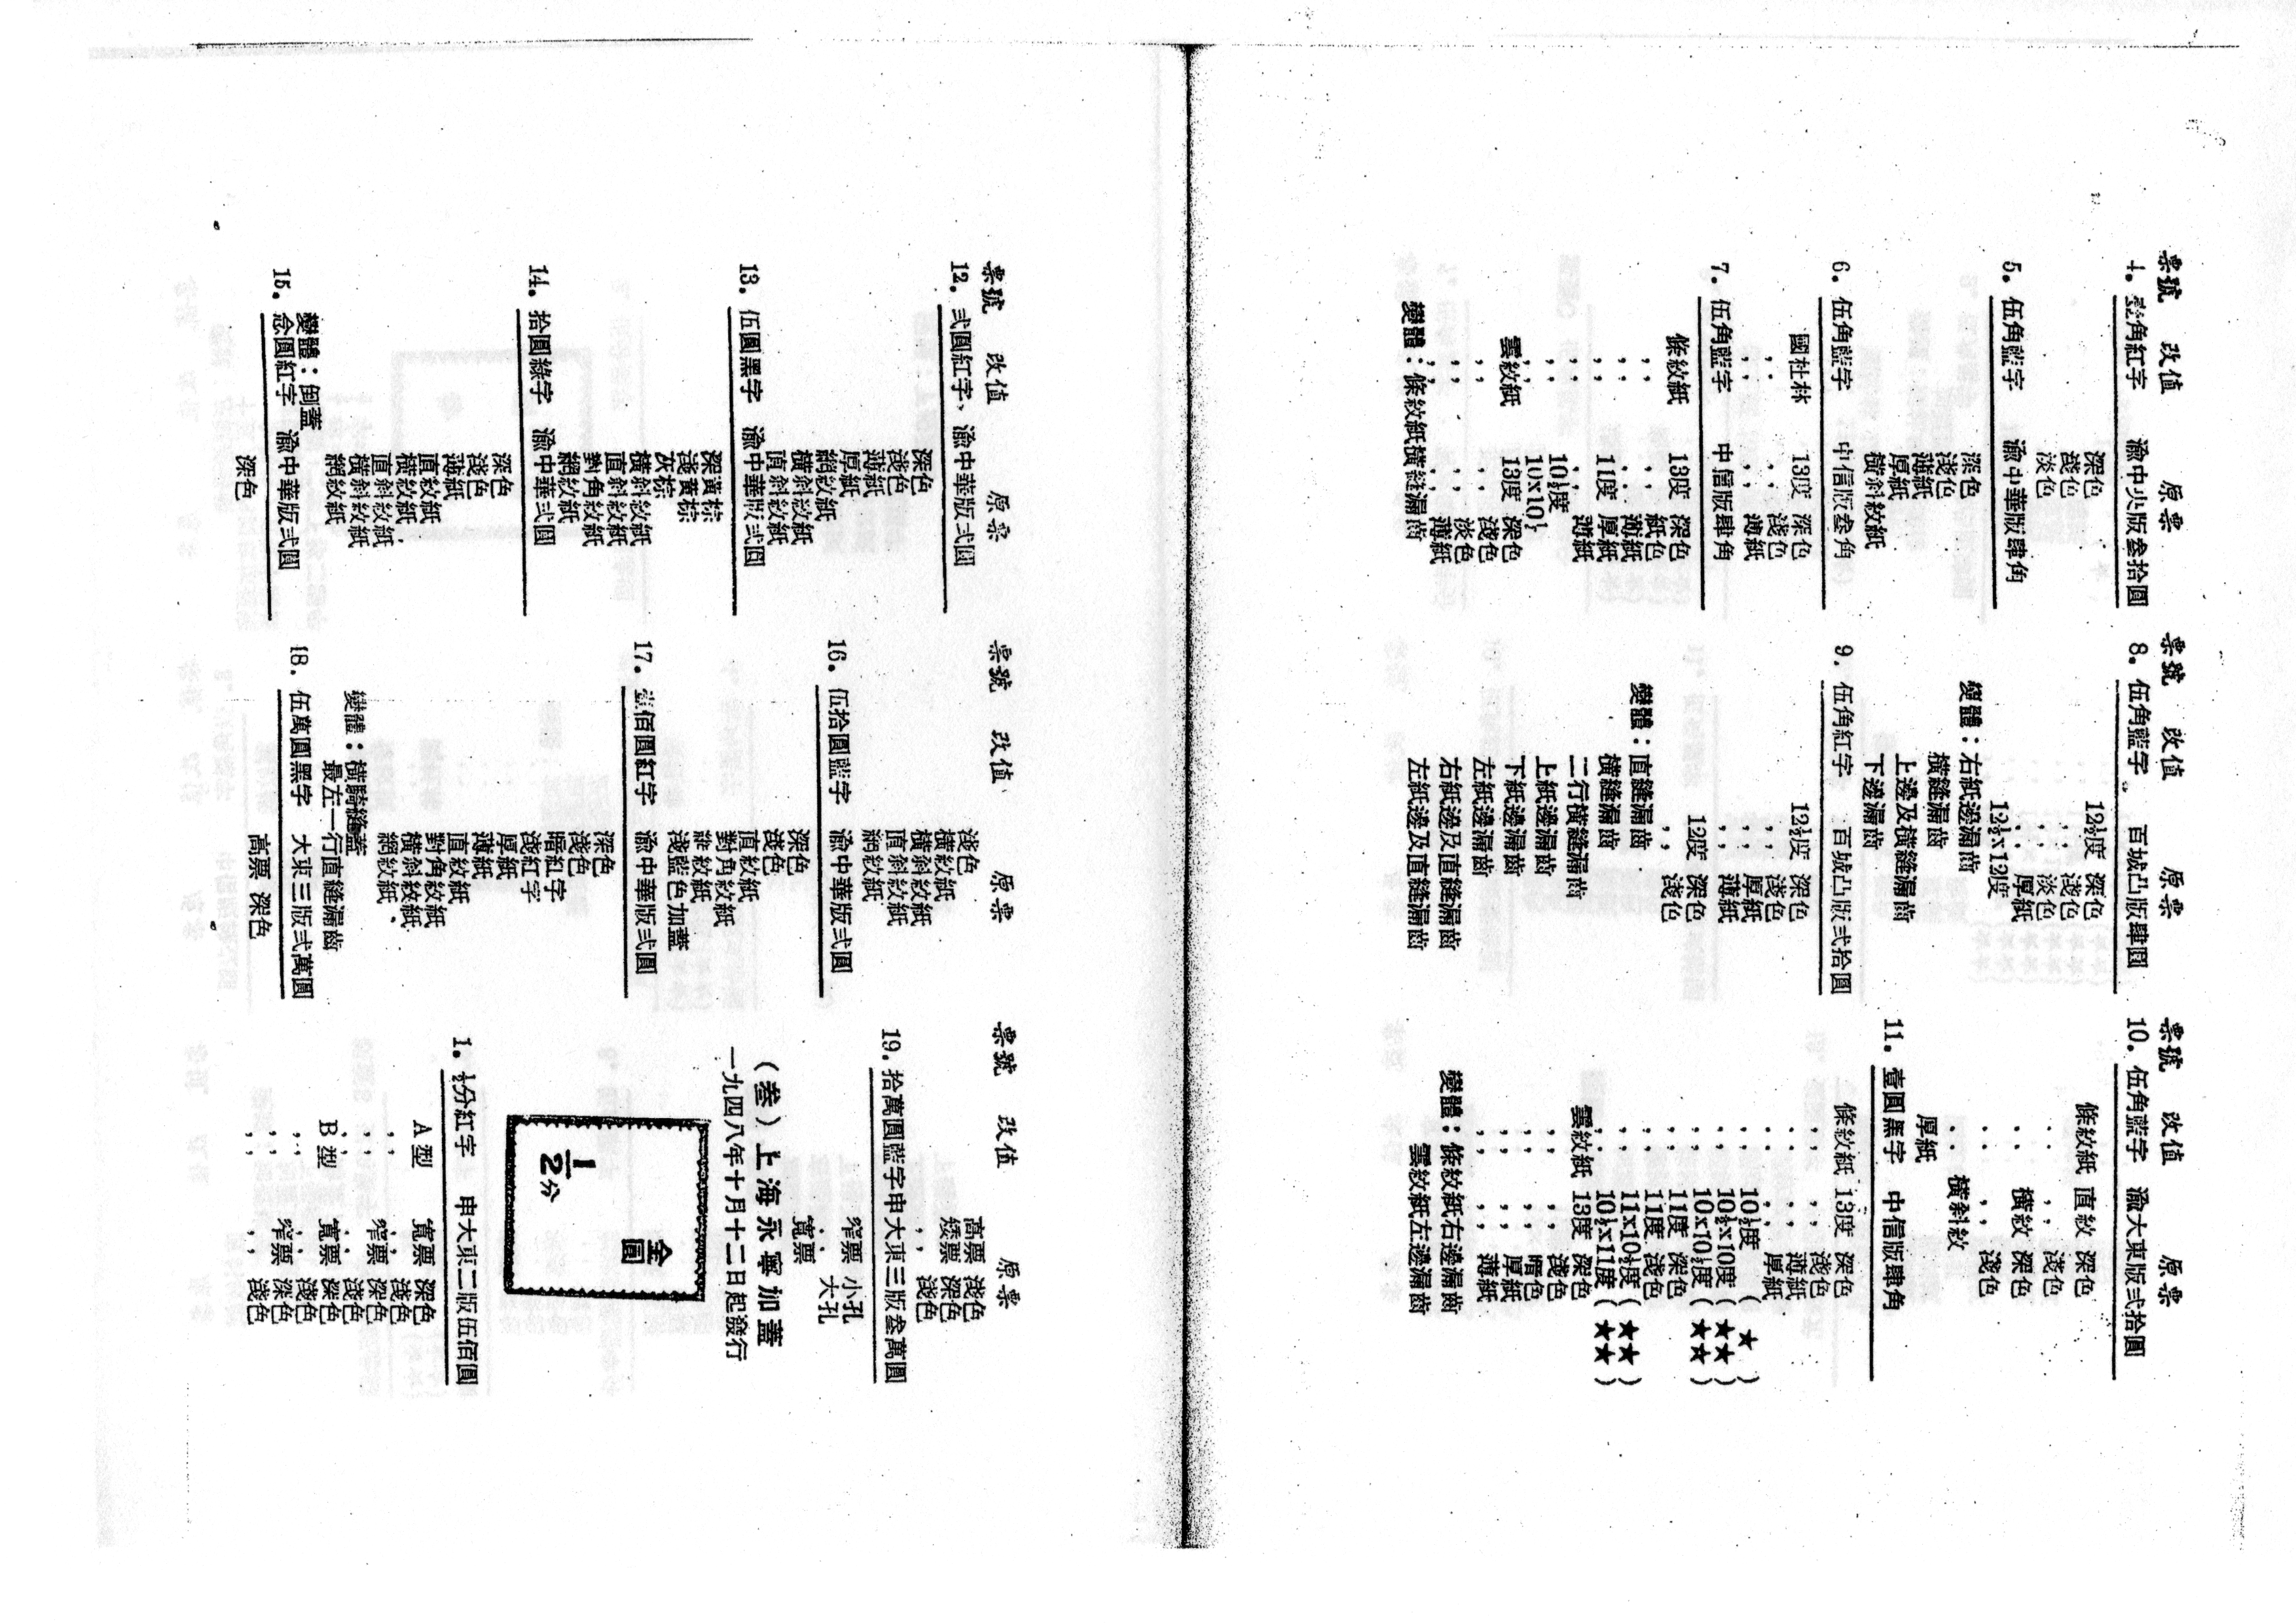 票號 改值 原票
4. 壹角紅字 渝中央版叁拾圓
深色
淺色
淡色
5. 伍角藍字 渝中華版肆角
深色
淺色
薄紙
厚紙
橫斜紋紙
6. 伍角藍字 中信版叁角
國杜林 13度 深色
,, ,, 淺色
,, ,, 薄紙
7. 伍角藍字 中信版肆角
條紋紙 13度 深色
,, ,, 紙色
,, ,, 薄紙
,, 11度 厚紙
,, ,, 薄紙
,, 10½度
,, 10x10½
雲紋紙 13度 深色
,, ,, 淺色
,, ,, 淡色
,, ,, 薄紙
變體：條紋紙橫縫漏齒
票號 改值 原票
8. 伍角藍字 百城凸版肆圓
12½度 深色
,, 淺色
,, 淡色
,, 厚紙
12½x12度
變體：右紙邊漏齒
橫縫漏齒
上邊及橫縫漏齒
下邊漏齒
9. 伍角紅字 百城凸版弍拾圓
12½度 深色
,, 淺色
,, 厚紙
,, 薄紙
12度 深色
,, 淺色
變體：直縫漏齒
橫縫漏齒
二行橫縫漏齒
上紙邊漏齒
下紙邊漏齒
左紙邊漏齒
右紙邊及直縫漏齒
左紙邊及直縫漏齒
票號 改值 原票
10. 伍角藍字 渝大東版弍拾圓
條紋紙 直紋 深色
,, ,, 淺色
,, 橫紋 深色
,, ,, 淺色
,, 橫斜紋
厚紙
11. 壹圓黑字 中信版肆角
條紋紙 13度 深色
,, ,, 淺色
,, ,, 薄紙
,, ,, 厚紙
,, 10½度 (★)
,, 10½x10度 (★★)
,, 10x10½度 (★★)
,, 11度 深色
,, 11度 淺色
,, 11x10½度 (★★)
,, 10½x11度 (★★)
雲紋紙 13度 深色
,, ,, 淺色
,, ,, 暗色
,, ,, 厚紙
,, ,, 薄紙
變體：條紋紙右邊漏齒
雲紋紙左邊漏齒
票號 改值 原票
12. 弍圓紅字、渝中華版弍圓
深色
淺色
薄紙
厚紙
網紋紙
橫斜紋紙
直斜紋紙
13. 伍圓黑字 渝中華版弍圓
深黃棕
淺黃棕
灰棕
橫斜紋紙
直斜紋紙
對角紋紙
網紋紙
14. 拾圓綠字 渝中華弍圓
深色
淺色
薄紙
直紋紙
橫紋紙
直斜紋紙
橫斜紋紙
網紋紙
變體：倒蓋
15. 念圓紅字 渝中華版弍圓
深色
票號 改值 原票
淺色
橫紋紙
橫斜紋紙
直斜紋紙
網紋紙
16. 伍拾圓藍字 渝中華版弍圓
深色
淺色
直紋紙
對角紋紙
維紋紙
淺藍色加蓋
17. 壹佰圓紅字 渝中華版弍圓
深色
淺色
暗紅字
淺紅字
厚紙
薄紙
直紋紙
對角紋紙
橫斜紋紙
網紋紙
變體：橫騎縫蓋
最左一行直縫漏齒
18. 伍萬圓黑字 大東三版弍萬圓
高票 深色
票號 改值 原票
高票 淺色
矮票 深色
,, 淺色
窄票 小孔
,, 大孔
寬票
19. 拾萬圓藍字申大東三版叁萬圓
（叁）上海永寧加蓋
一九四八年十月十二日起發行
金圓
½分
1. ½分紅字 申大東二版伍佰圓
A型 寬票 深色
,, ,, 淺色
,, 窄票 深色
,, ,, 淺色
B型 寬票 深色
,, ,, 淺色
,, 窄票 深色
,, ,, 淺色